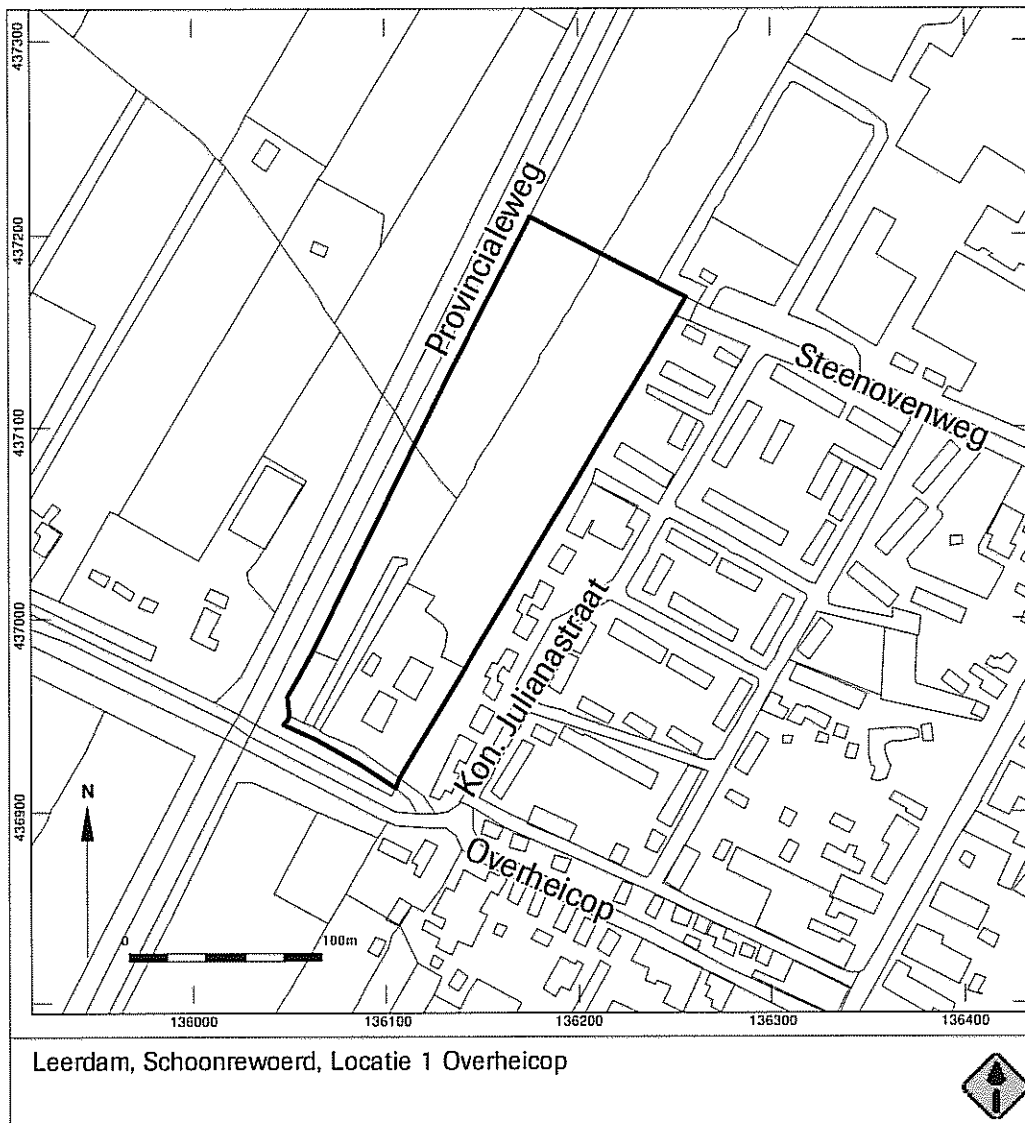 437300
437200
437100
437000
436900
Provincialeweg
Steenovenweg
Kon. Julianastraat
Overheicop
N
0 100m
136000 136100 136200 136300 136400
Leerdam, Schoonrewoerd, Locatie 1 Overheicop